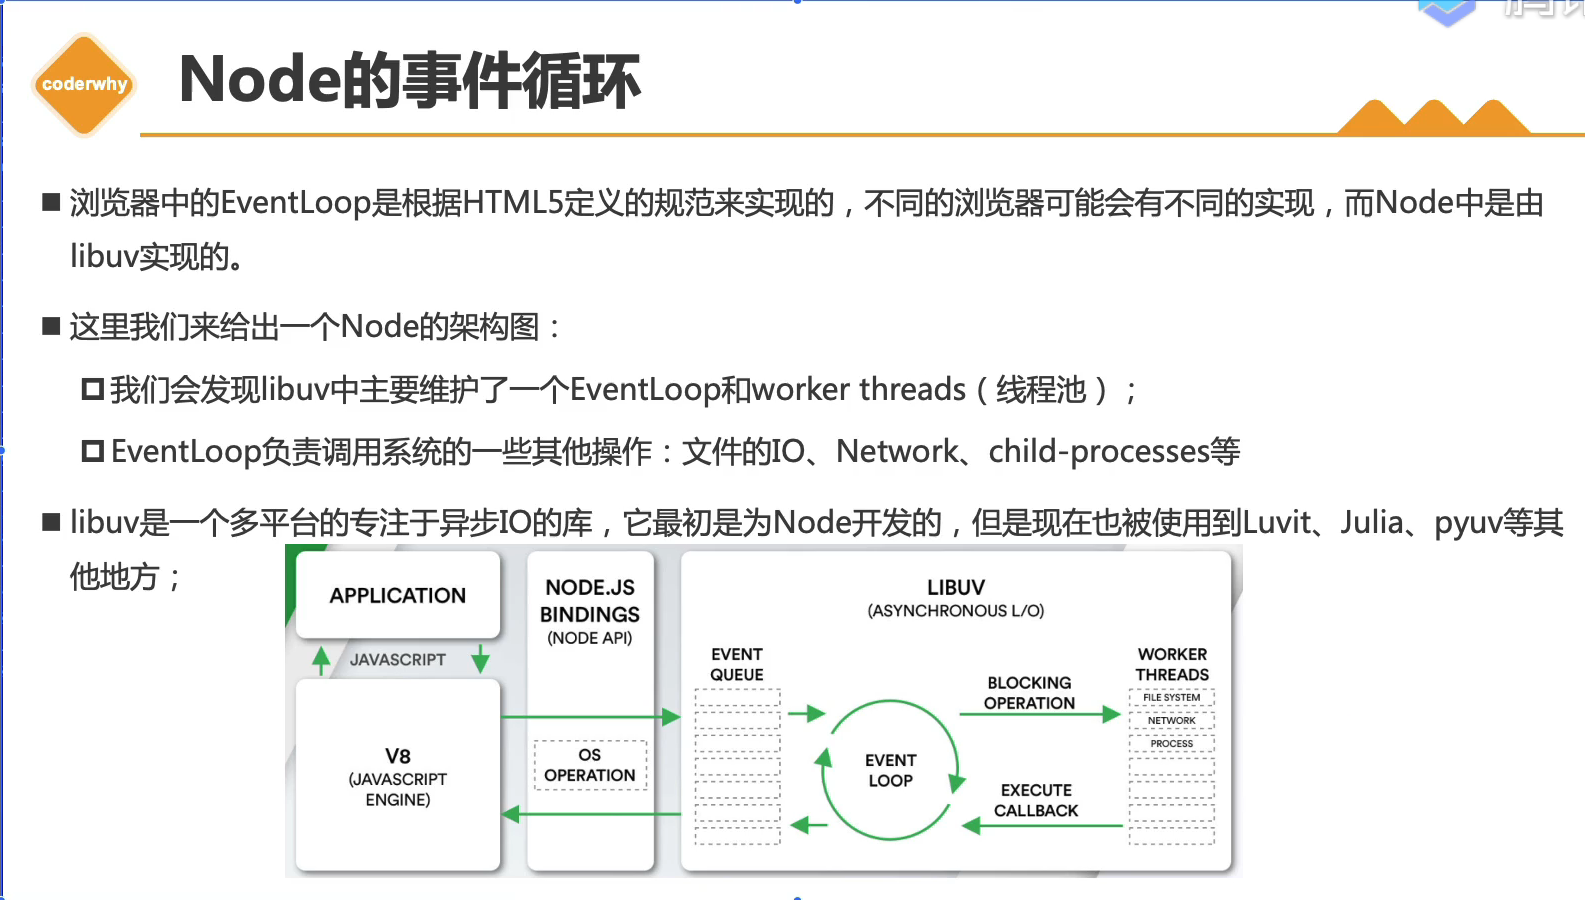 coderwhy
Node的事件循环
浏览器中的EventLoop是根据HTML5定义的规范来实现的，不同的浏览器可能会有不同的实现，而Node中是由
libuv实现的。
这里我们来给出一个Node的架构图：
我们会发现libuv中主要维护了一个EventLoop和worker threads（线程池）；
EventLoop负责调用系统的一些其他操作：文件的IO、Network、child-processes等
libuv是一个多平台的专注于异步IO的库，它最初是为Node开发的，但是现在也被使用到Luvit、Julia、pyuv等其
他地方；
APPLICATION
JAVASCRIPT
V8
(JAVASCRIPT
ENGINE)
NODE.JS
BINDINGS
(NODE API)
OS
OPERATION
LIBUV
(ASYNCHRONOUS L/O)
EVENT
QUEUE
EVENT
LOOP
BLOCKING
OPERATION
EXECUTE
CALLBACK
WORKER
THREADS
FILE SYSTEM
NETWORK
PROCESS